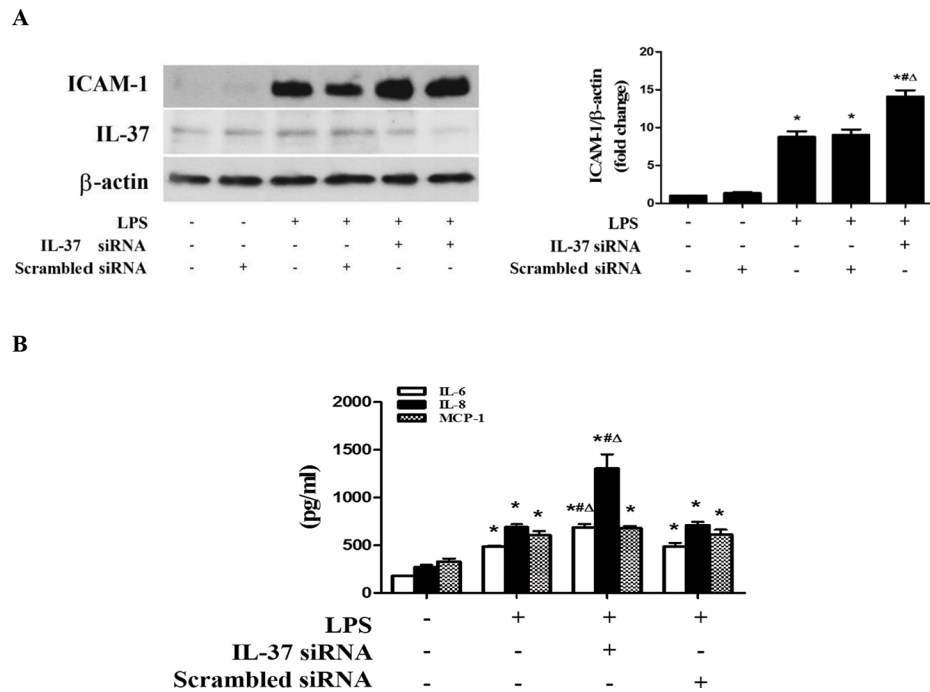 A
ICAM-1
IL-37
β-actin
LPS - - + + + +
IL-37 siRNA - - - - + +
Scrambled siRNA - + - + - -
ICAM-1/β-actin
(fold change)
20
15
10
5
0
* * *#Δ
LPS - - + + +
IL-37 siRNA - - - - +
Scrambled siRNA - + - + -
B
IL-6
IL-8
MCP-1
(pg/ml)
2000
1500
1000
500
0
* * * *#Δ *#Δ * * * *
LPS - + + +
IL-37 siRNA - - + -
Scrambled siRNA - - - +